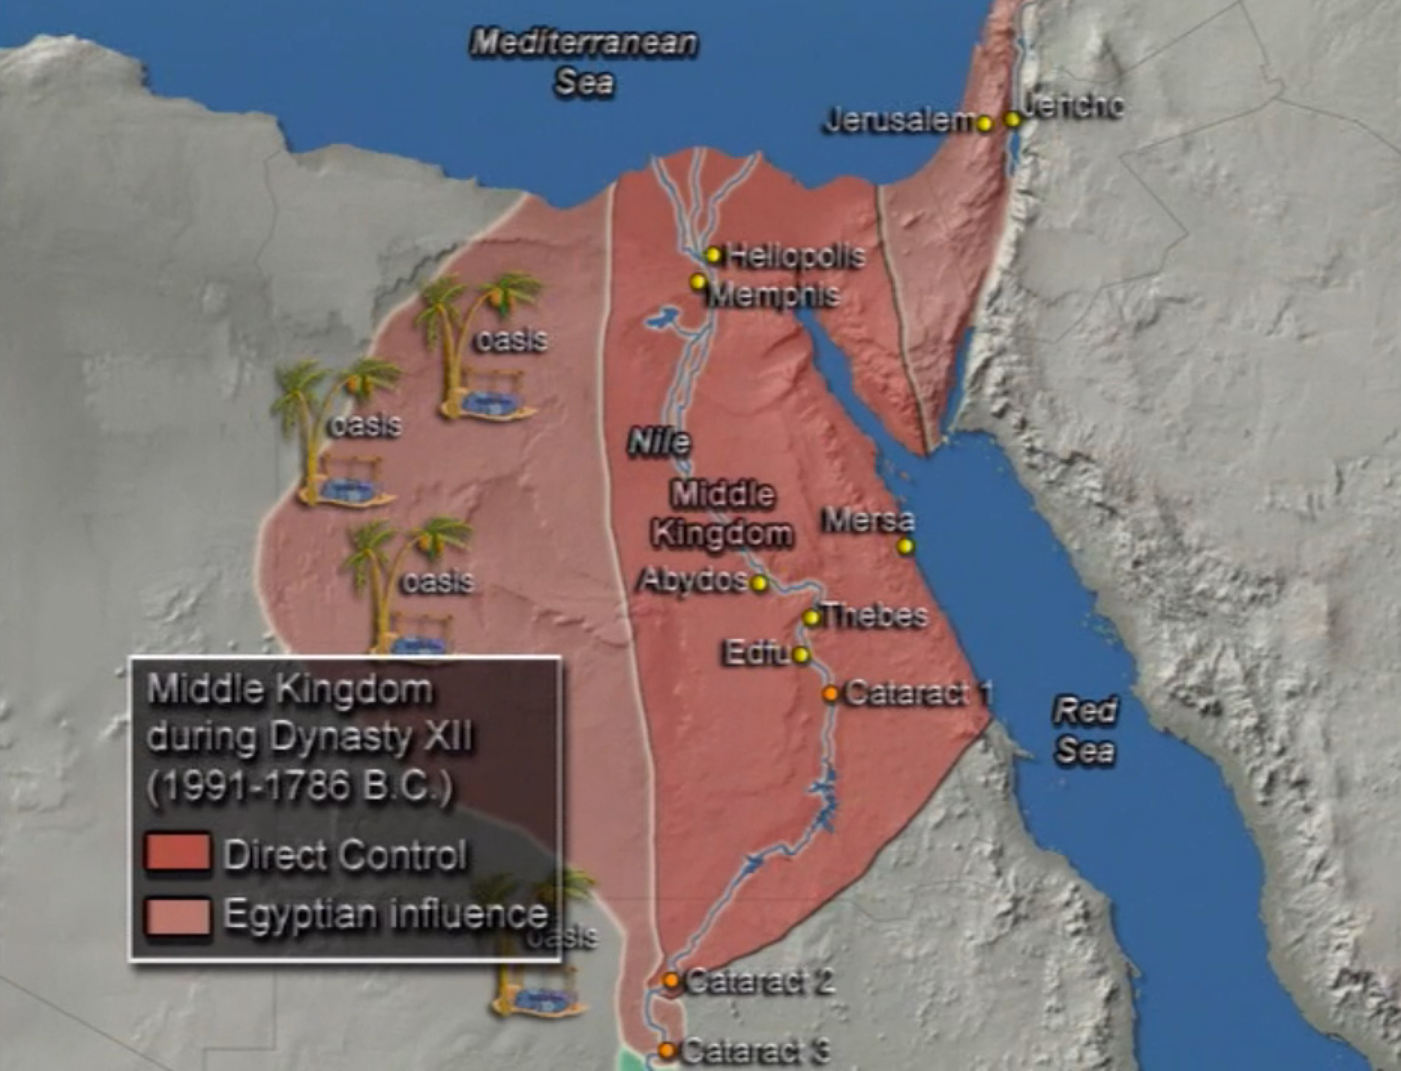 Mediterranean
Sea
Jerusalem
Jericho
Heliopolis
Memphis
oasis
oasis
Nile
Middle
Kingdom
Mersa
Abydos
oasis
Thebes
Edfu
Cataract 1
Red
Sea
Middle Kingdom
during Dynasty XII
(1991-1786 B.C.)
Direct Control
Egyptian influence
oasis
Cataract 2
Cataract 3